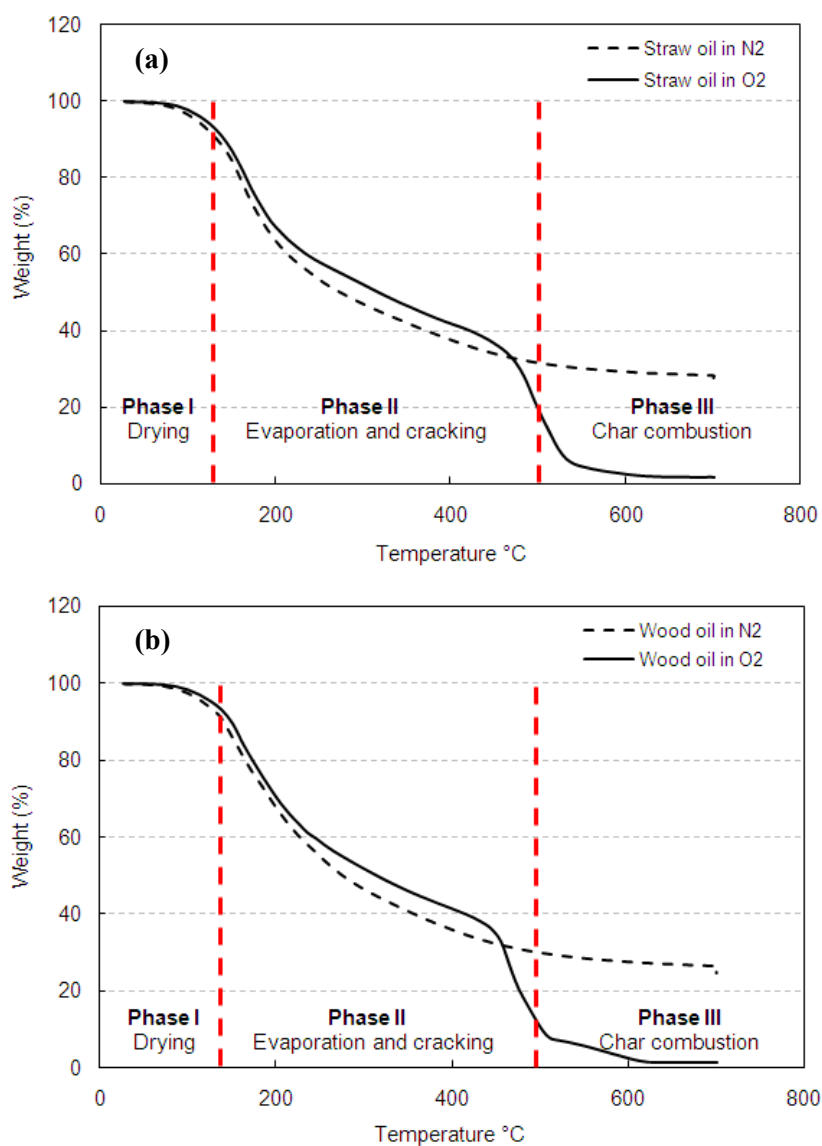 120
(a)
Straw oil in N2
Straw oil in O2
100
80
60
40
20
0
Weight (%)
Phase I
Drying
Phase II
Evaporation and cracking
Phase III
Char combustion
0 200 400 600 800
Temperature °C
120
(b)
Wood oil in N2
Wood oil in O2
100
80
60
40
20
0
Weight (%)
Phase I
Drying
Phase II
Evaporation and cracking
Phase III
Char combustion
0 200 400 600 800
Temperature °C